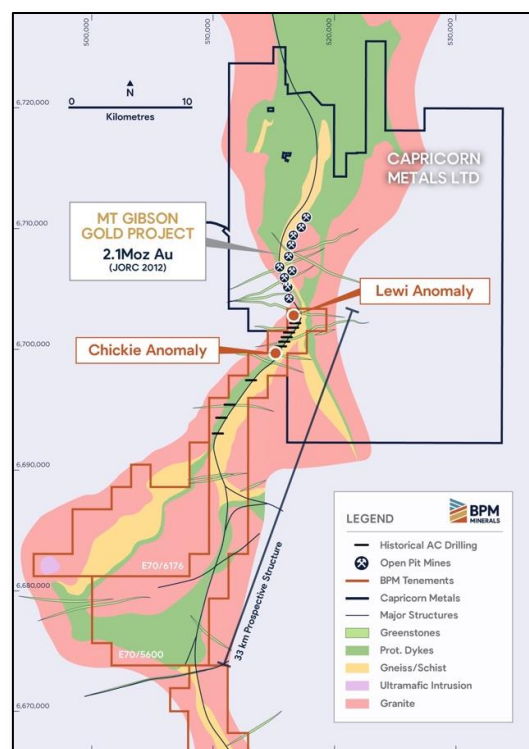 500,000
510,000
520,000
530,000
6,720,000
6,710,000
6,700,000
6,690,000
6,680,000
6,670,000
N
0 10
Kilometres
CAPRICORN
METALS LTD
MT GIBSON
GOLD PROJECT
2.1Moz Au
(JORC 2012)
Lewi Anomaly
Chickie Anomaly
E70/6176
E70/5600
33 km Prospective Structure
LEGEND
BPM
MINERALS
Historical AC Drilling
Open Pit Mines
BPM Tenements
Capricorn Metals
Major Structures
Greenstones
Prot. Dykes
Gneiss/Schist
Ultramafic Intrusion
Granite